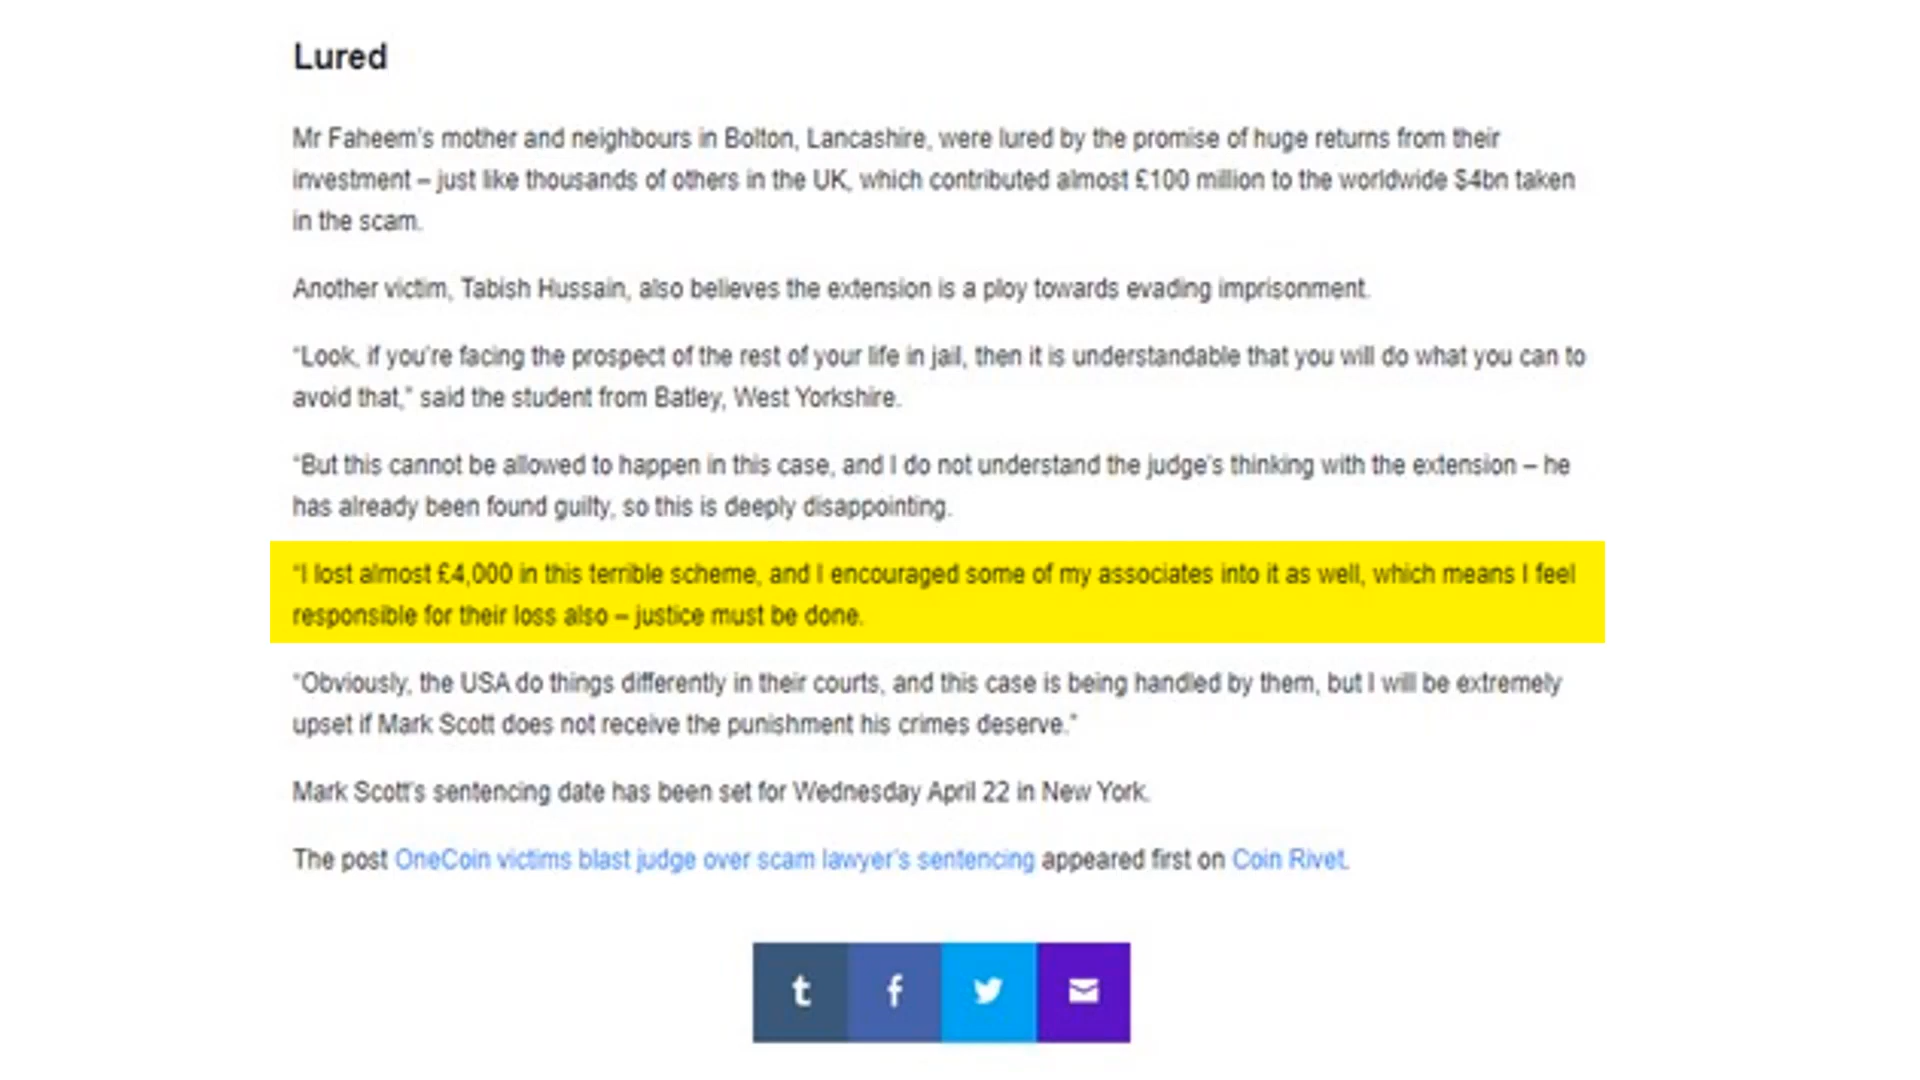 Lured
Mr Faheem's mother and neighbours in Bolton, Lancashire, were lured by the promise of huge returns from their
investment – just like thousands of others in the UK, which contributed almost £100 million to the worldwide $4bn taken
in the scam.
Another victim, Tabish Hussain, also believes the extension is a ploy towards evading imprisonment.
“Look, if you're facing the prospect of the rest of your life in jail, then it is understandable that you will do what you can to
avoid that,” said the student from Batley, West Yorkshire.
“But this cannot be allowed to happen in this case, and I do not understand the judge's thinking with the extension – he
has already been found guilty, so this is deeply disappointing.
“I lost almost £4,000 in this terrible scheme, and I encouraged some of my associates into it as well, which means I feel
responsible for their loss also – justice must be done.
“Obviously, the USA do things differently in their courts, and this case is being handled by them, but I will be extremely
upset if Mark Scott does not receive the punishment his crimes deserve.”
Mark Scott's sentencing date has been set for Wednesday April 22 in New York.
The post OneCoin victims blast judge over scam lawyer's sentencing appeared first on Coin Rivet.